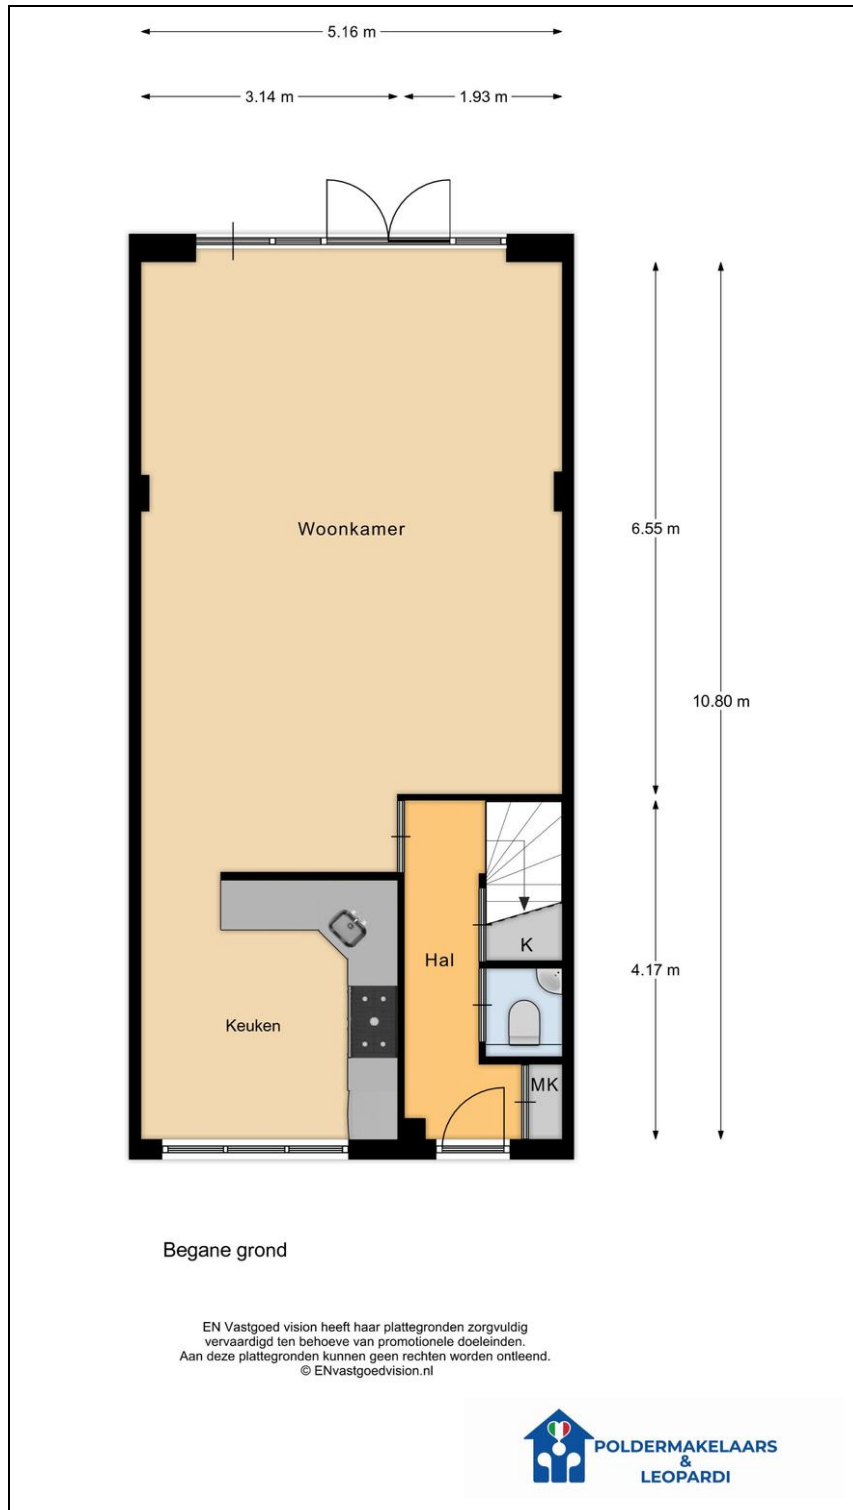 5.16 m
3.14 m
1.93 m
Woonkamer
6.55 m
10.80 m
Hal
K
4.17 m
Keuken
MK
Begane grond
EN Vastgoed vision heeft haar plattegronden zorgvuldig
vervaardigd ten behoeve van promotionele doeleinden.
Aan deze plattegronden kunnen geen rechten worden ontleend.
© ENvastgoedvision.nl
POLDERMAKELAARS
&
LEOPARDI